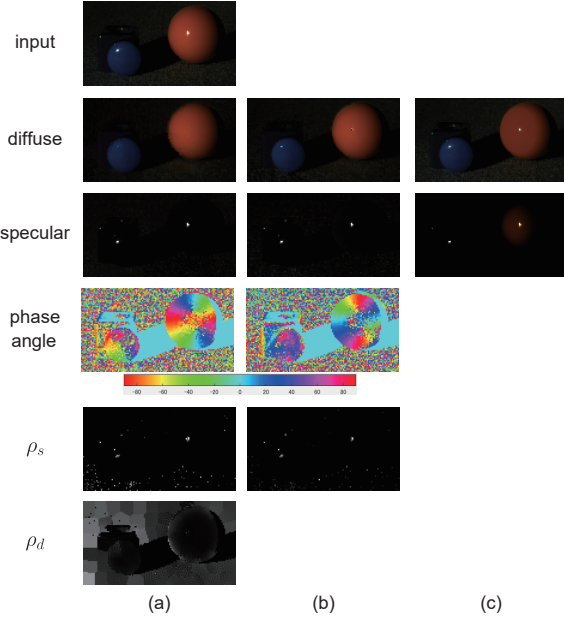 input
diffuse
specular
phase
angle
-80 -60 -40 -20 0 20 40 60 80
ρs
ρd
(a) (b) (c)